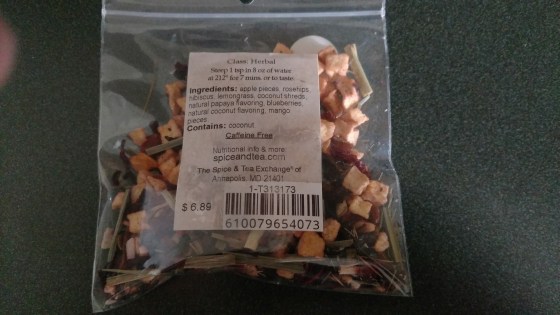 Class: Herbal
Steep 1 tsp in 8 oz of water
at 212° for 7 mins. or to taste.
Ingredients: apple pieces, rosehips,
hibiscus, lemongrass, coconut shreds,
natural papaya flavoring, blueberries,
natural coconut flavoring, mango
pieces
Contains: coconut
Caffeine Free
Nutritional info & more:
spiceandtea.com
The Spice & Tea Exchange® of
Annapolis, MD 21401
1-T313173
$ 6.89
610079654073